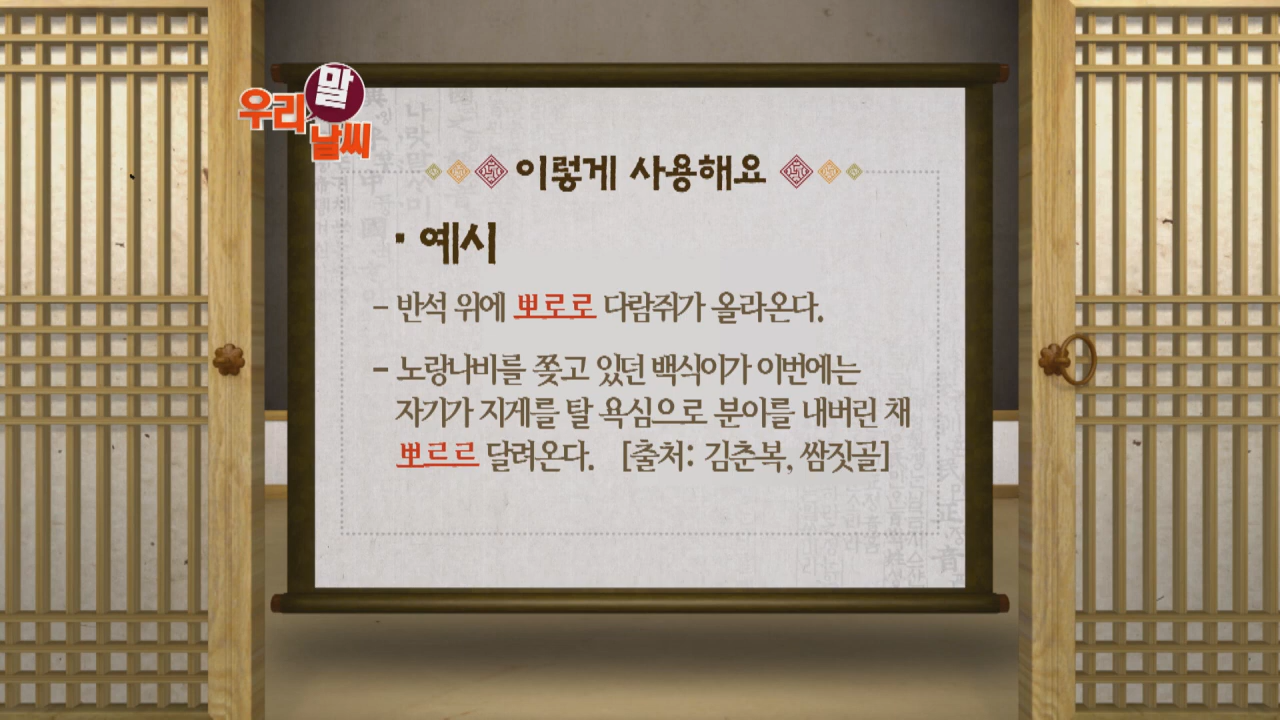 우리말
날씨
이렇게 사용해요
· 예시
– 반석 위에 뽀로로 다람쥐가 올라온다.
– 노랑나비를 쫓고 있던 백식이가 이번에는
자기가 지게를 탈 욕심으로 분이를 내버린 채
뽀르르 달려온다. [출처: 김춘복, 쌈짓골]